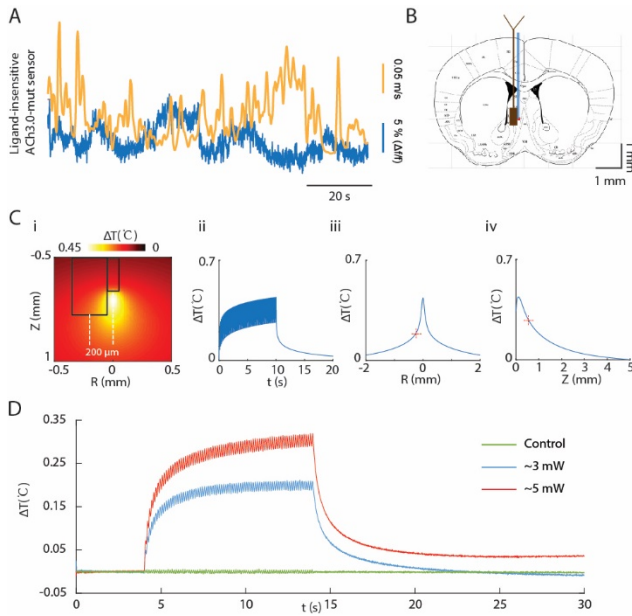 A
Ligand-insensitive
ACh3.0-mut sensor
0.05 m/s
5 % (Δf/f)
20 s
B
1 mm
1 mm
C
i
ΔT(℃)
0.45
0
-0.5
Z (mm)
1
200 µm
-0.5
0
0.5
R (mm)
ii
0.7
ΔT(℃)
0
0
10
20
t (s)
iii
0.7
ΔT(℃)
0
-2
0
2
R (mm)
iv
0.7
ΔT(℃)
0
0
1
2
3
4
5
Z (mm)
D
0.35
0.25
0.15
0.05
-0.05
ΔT(℃)
0
5
10
15
20
25
30
t (s)
Control
~3 mW
~5 mW